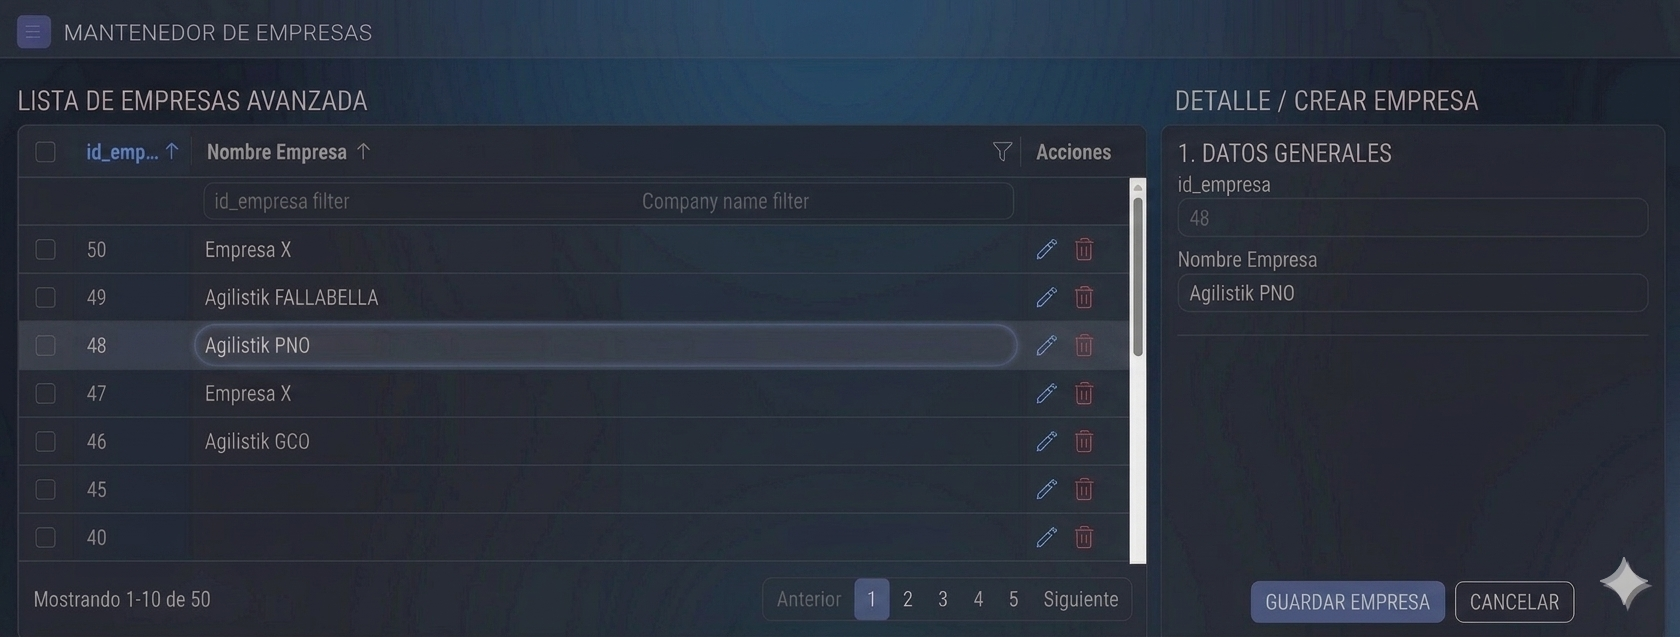 MANTENEDOR DE EMPRESAS
LISTA DE EMPRESAS AVANZADA
id_emp... Nombre Empresa Acciones
id_empresa filter Company name filter
50 Empresa X
49 Agilistik FALLABELLA
48 Agilistik PNO
47 Empresa X
46 Agilistik GCO
45
40
Mostrando 1-10 de 50
Anterior 1 2 3 4 5 Siguiente
DETALLE / CREAR EMPRESA
1. DATOS GENERALES
id_empresa
48
Nombre Empresa
Agilistik PNO
GUARDAR EMPRESA CANCELAR